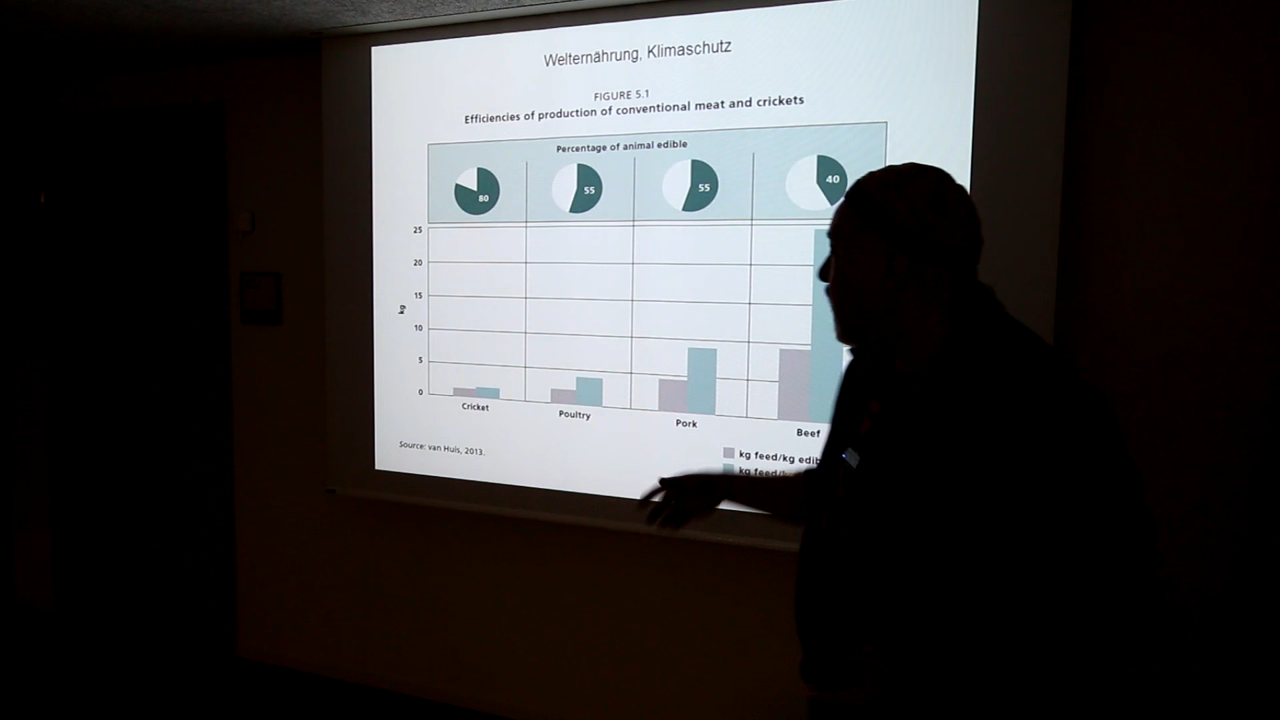 Welternährung, Klimaschutz
FIGURE 5.1
Efficiencies of production of conventional meat and crickets
Percentage of animal edible
80 55 55 40
25
20
15
10
5
0
kg
Cricket Poultry Pork Beef
Source: van Huis, 2013.
kg feed/kg
kg feed/